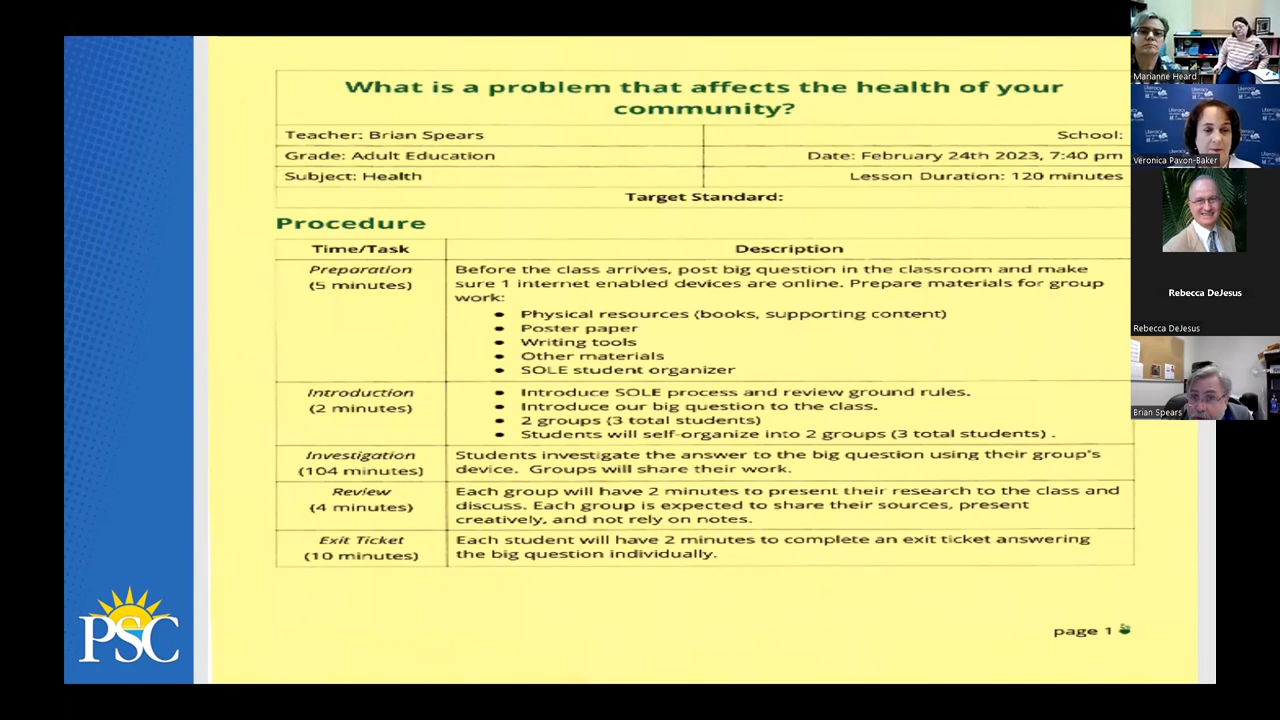 What is a problem that affects the health of your
community?
Teacher: Brian Spears
School:
Grade: Adult Education
Date: February 24th 2023, 7:40 pm
Subject: Health
Lesson Duration: 120 minutes
Target Standard:
Procedure
Time/Task
Description
Preparation
(5 minutes)
Before the class arrives, post big question in the classroom and make
sure 1 internet enabled devices are online. Prepare materials for group
work:
• Physical resources (books, supporting content)
• Poster paper
• Writing tools
• Other materials
• SOLE student organizer
Introduction
(2 minutes)
• Introduce SOLE process and review ground rules.
• Introduce our big question to the class.
• 2 groups (3 total students)
• Students will self-organize into 2 groups (3 total students) .
Investigation
(104 minutes)
Students investigate the answer to the big question using their group's
device. Groups will share their work.
Review
(4 minutes)
Each group will have 2 minutes to present their research to the class and
discuss. Each group is expected to share their sources, present
creatively, and not rely on notes.
Exit Ticket
(10 minutes)
Each student will have 2 minutes to complete an exit ticket answering
the big question individually.
page 1
PSC
Marianne Heard
Veronica Pavon-Baker
Rebecca DeJesus
Rebecca DeJesus
Brian Spears